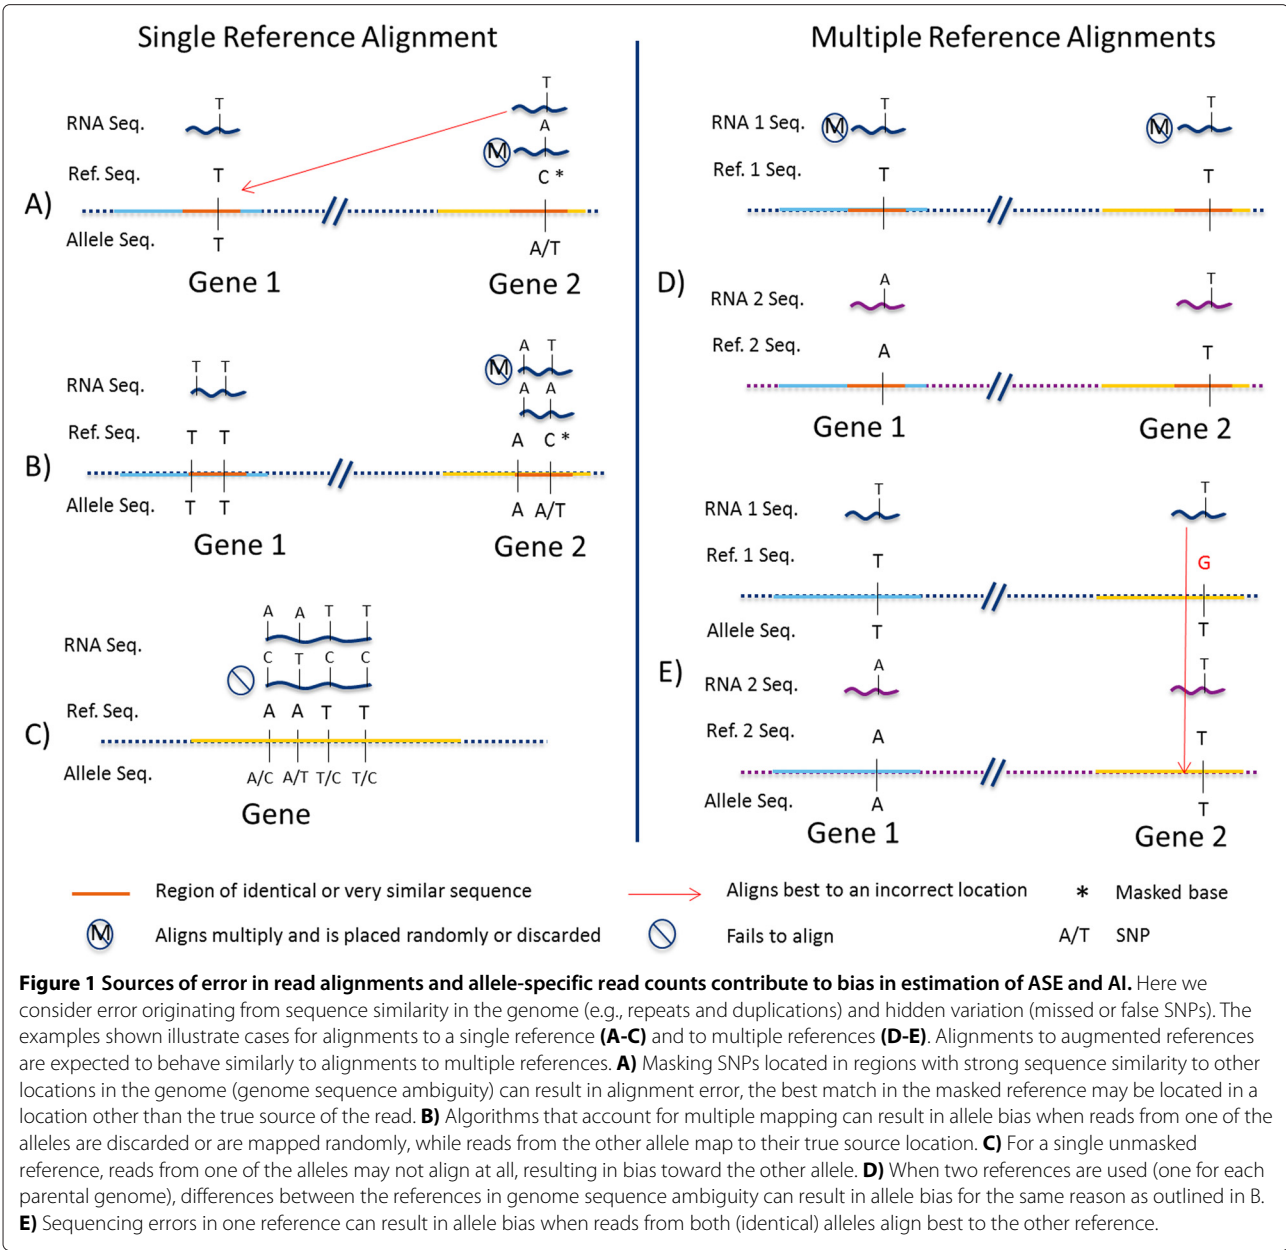 Single Reference Alignment
T
RNA Seq.
T
A
M
Ref. Seq.
T
C *
A)
Allele Seq.
T
A/T
Gene 1
Gene 2
T T
A T
RNA Seq.
M
A A
Ref. Seq.
T T
A C *
B)
Allele Seq.
T T
A A/T
Gene 1
Gene 2
A A T T
RNA Seq.
C T C C
Ref. Seq.
A A T T
C)
Allele Seq.
A/C A/T T/C T/C
Gene
Multiple Reference Alignments
T
T
RNA 1 Seq.
M
M
Ref. 1 Seq.
T
T
D)
A
T
RNA 2 Seq.
Ref. 2 Seq.
A
T
Gene 1
Gene 2
T
T
RNA 1 Seq.
Ref. 1 Seq.
T
G
Allele Seq.
T
T
E)
A
T
RNA 2 Seq.
Ref. 2 Seq.
A
T
Allele Seq.
A
T
Gene 1
Gene 2
Region of identical or very similar sequence
Aligns best to an incorrect location
* Masked base
M Aligns multiply and is placed randomly or discarded
Fails to align
A/T SNP
Figure 1 Sources of error in read alignments and allele-specific read counts contribute to bias in estimation of ASE and AI. Here we
consider error originating from sequence similarity in the genome (e.g., repeats and duplications) and hidden variation (missed or false SNPs). The
examples shown illustrate cases for alignments to a single reference (A-C) and to multiple references (D-E). Alignments to augmented references
are expected to behave similarly to alignments to multiple references. A) Masking SNPs located in regions with strong sequence similarity to other
locations in the genome (genome sequence ambiguity) can result in alignment error, the best match in the masked reference may be located in a
location other than the true source of the read. B) Algorithms that account for multiple mapping can result in allele bias when reads from one of the
alleles are discarded or are mapped randomly, while reads from the other allele map to their true source location. C) For a single unmasked
reference, reads from one of the alleles may not align at all, resulting in bias toward the other allele. D) When two references are used (one for each
parental genome), differences between the references in genome sequence ambiguity can result in allele bias for the same reason as outlined in B.
E) Sequencing errors in one reference can result in allele bias when reads from both (identical) alleles align best to the other reference.